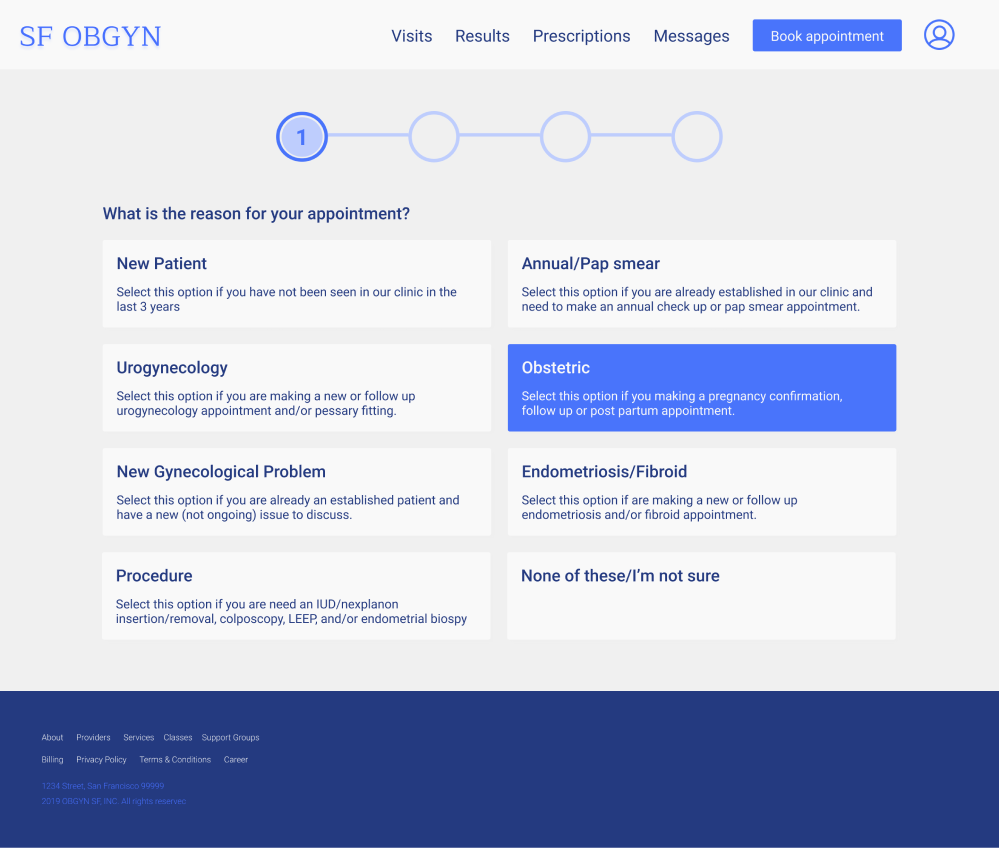 SF OBGYN
Visits Results Prescriptions Messages Book appointment
1
What is the reason for your appointment?
New Patient
Select this option if you have not been seen in our clinic in the
last 3 years
Annual/Pap smear
Select this option if you are already established in our clinic and
need to make an annual check up or pap smear appointment.
Urogynecology
Select this option if you are making a new or follow up
urogynecology appointment and/or pessary fitting.
Obstetric
Select this option if you making a pregnancy confirmation,
follow up or post partum appointment.
New Gynecological Problem
Select this option if you are already an established patient and
have a new (not ongoing) issue to discuss.
Endometriosis/Fibroid
Select this option if are making a new or follow up
endometriosis and/or fibroid appointment.
Procedure
Select this option if you are need an IUD/nexplanon
insertion/removal, colposcopy, LEEP, and/or endometrial biospy
None of these/I'm not sure
About Providers Services Classes Support Groups
Billing Privacy Policy Terms & Conditions Career
1234 Street, San Francisco 99999
2019 OBGYN SF, INC. All rights reserved